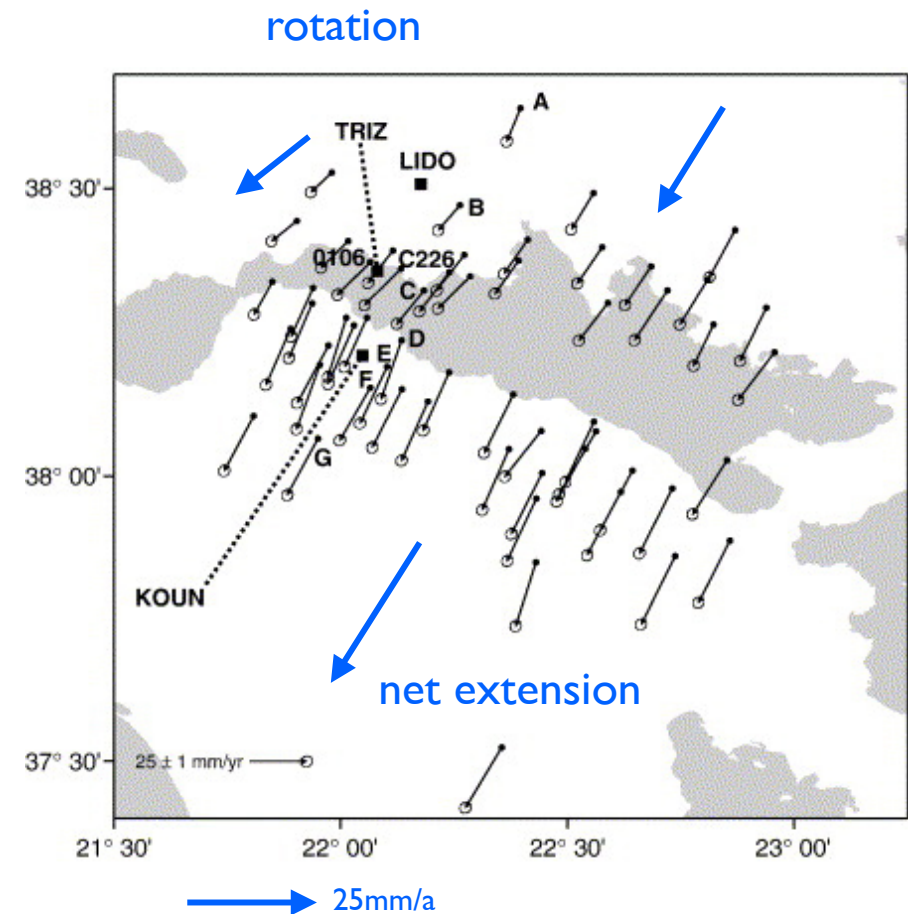 rotation
A
TRIZ
LIDO
38° 30'
B
0106
C226
C
D
E
F
G
38° 00'
KOUN
net extension
37° 30'
25 ± 1 mm/yr
21° 30'
22° 00'
22° 30'
23° 00'
25mm/a